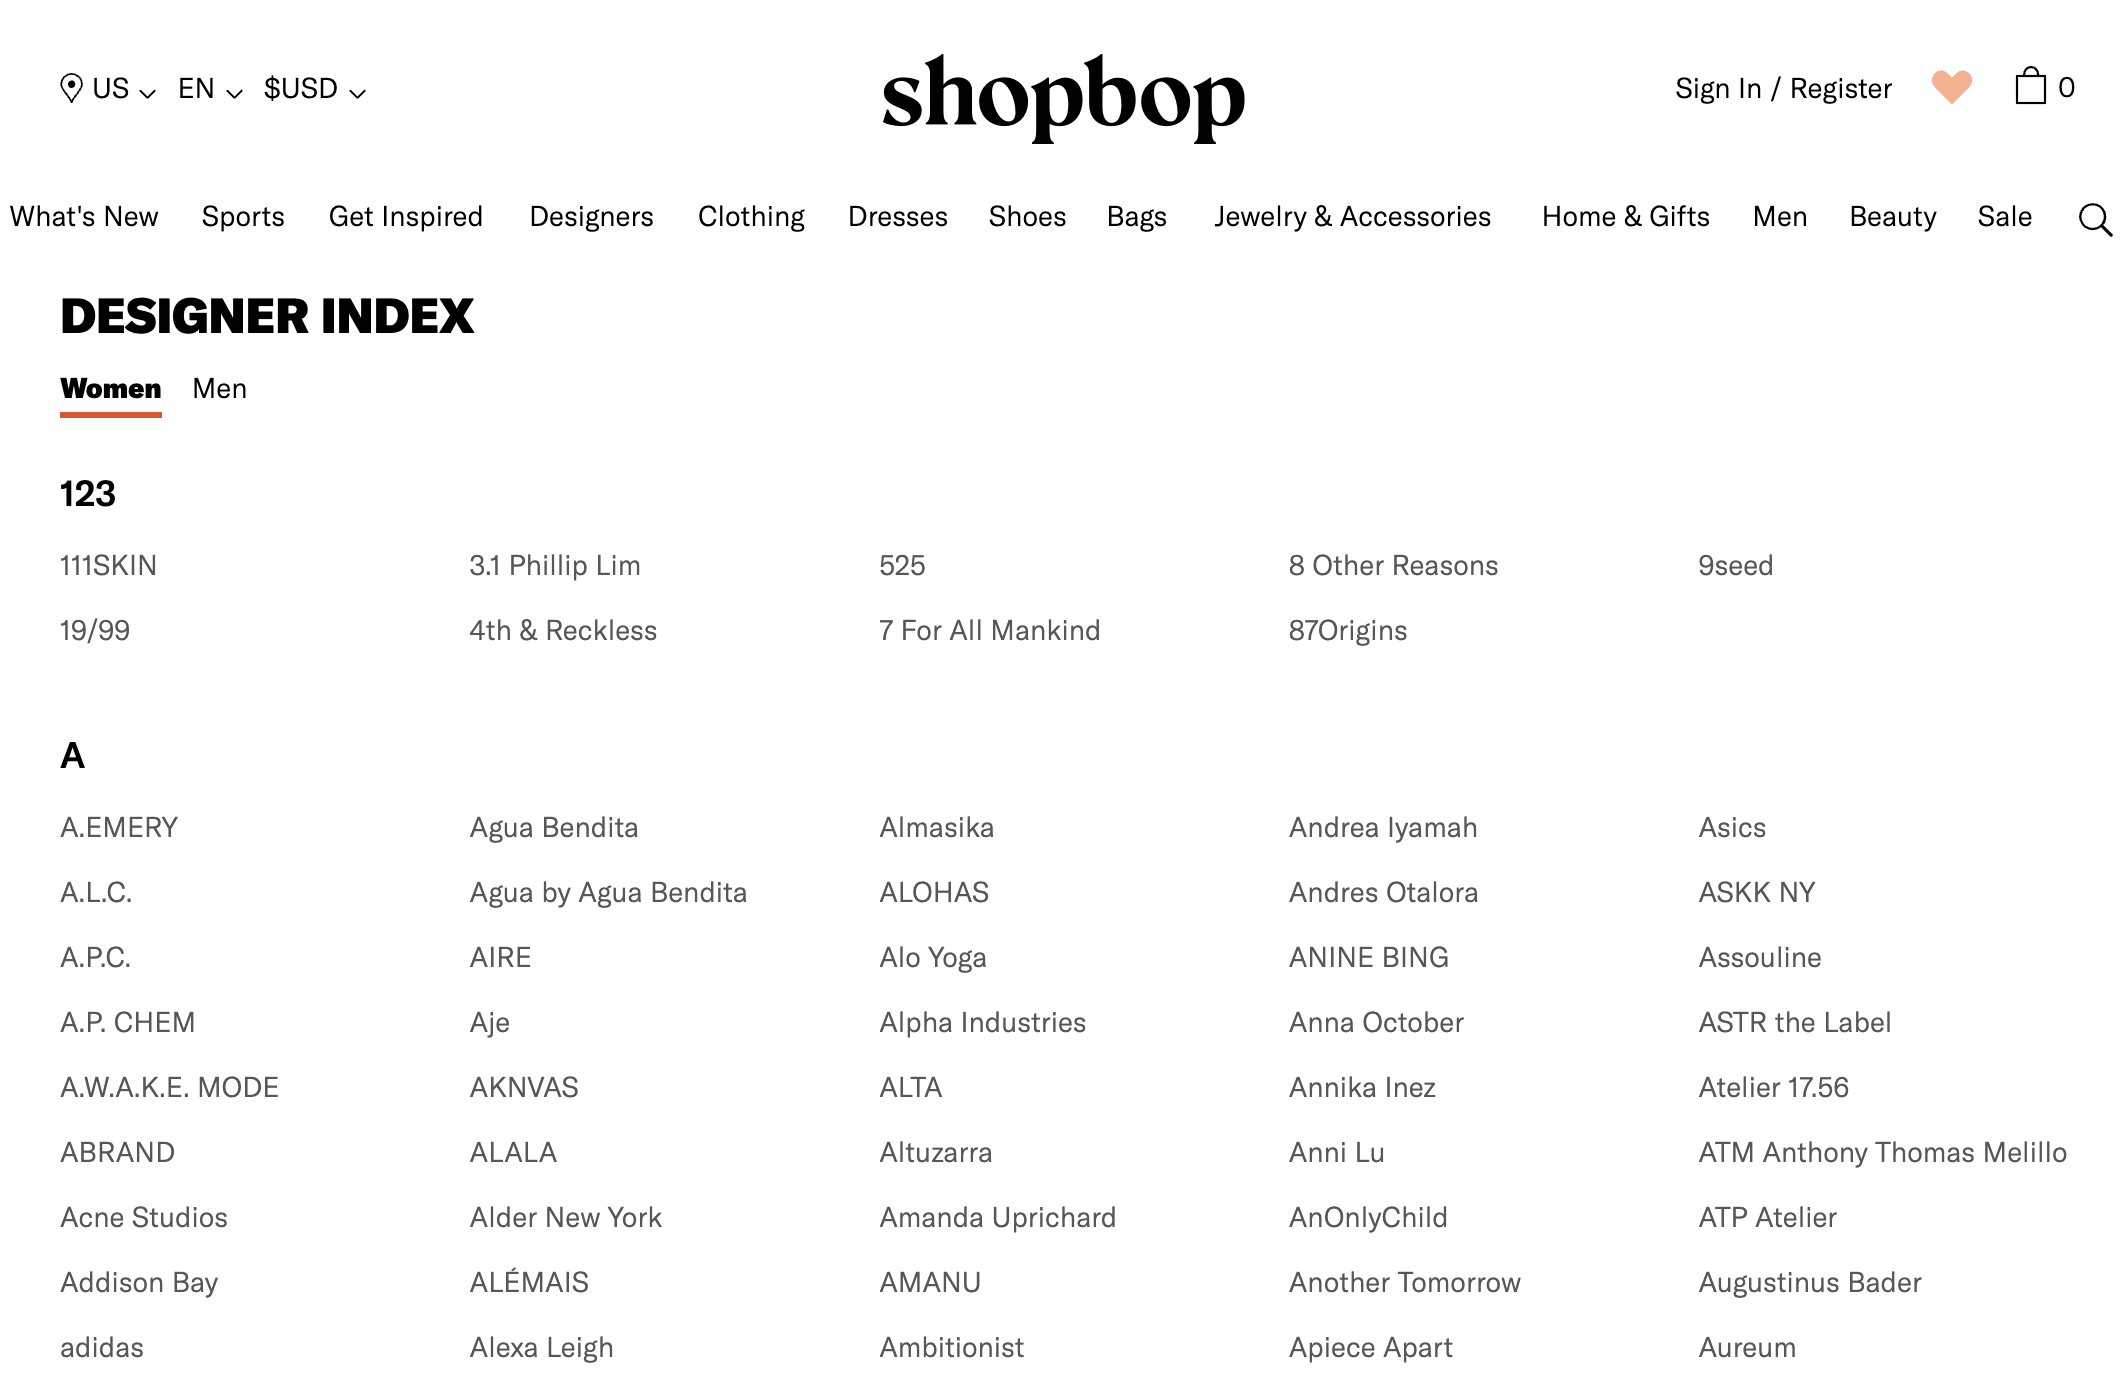 US EN $USD
shopbop
Sign In / Register 0
What's New Sports Get Inspired Designers Clothing Dresses Shoes Bags Jewelry & Accessories Home & Gifts Men Beauty Sale
DESIGNER INDEX
Women Men
123
111SKIN 3.1 Phillip Lim 525 8 Other Reasons 9seed
19/99 4th & Reckless 7 For All Mankind 87Origins
A
A.EMERY Agua Bendita Almasika Andrea Iyamah Asics
A.L.C. Agua by Agua Bendita ALOHAS Andres Otalora ASKK NY
A.P.C. AIRE Alo Yoga ANINE BING Assouline
A.P. CHEM Aje Alpha Industries Anna October ASTR the Label
A.W.A.K.E. MODE AKNVAS ALTA Annika Inez Atelier 17.56
ABRAND ALALA Altuzarra Anni Lu ATM Anthony Thomas Melillo
Acne Studios Alder New York Amanda Uprichard AnOnlyChild ATP Atelier
Addison Bay ALÉMAIS AMANU Another Tomorrow Augustinus Bader
adidas Alexa Leigh Ambitionist Apiece Apart Aureum